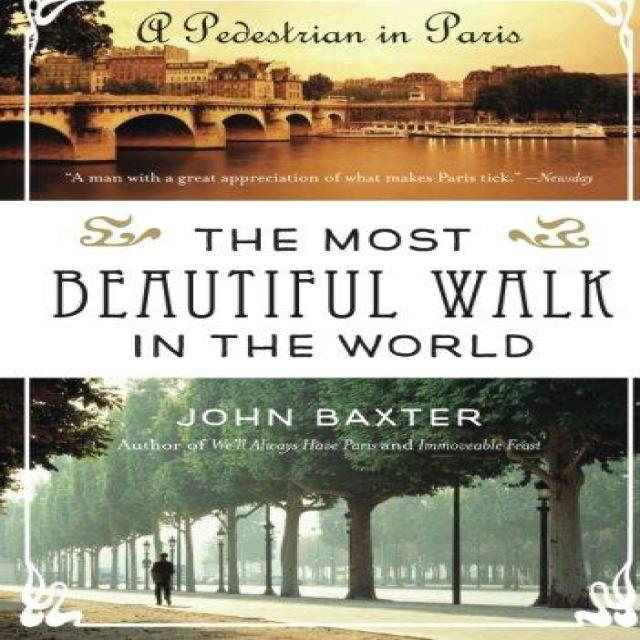 A Pedestrian in Paris
“A man with a great appreciation of what makes Paris tick.” —Newsday
THE MOST
BEAUTIFUL WALK
IN THE WORLD
JOHN BAXTER
Author of We'll Always Have Paris and Immoveable Feast